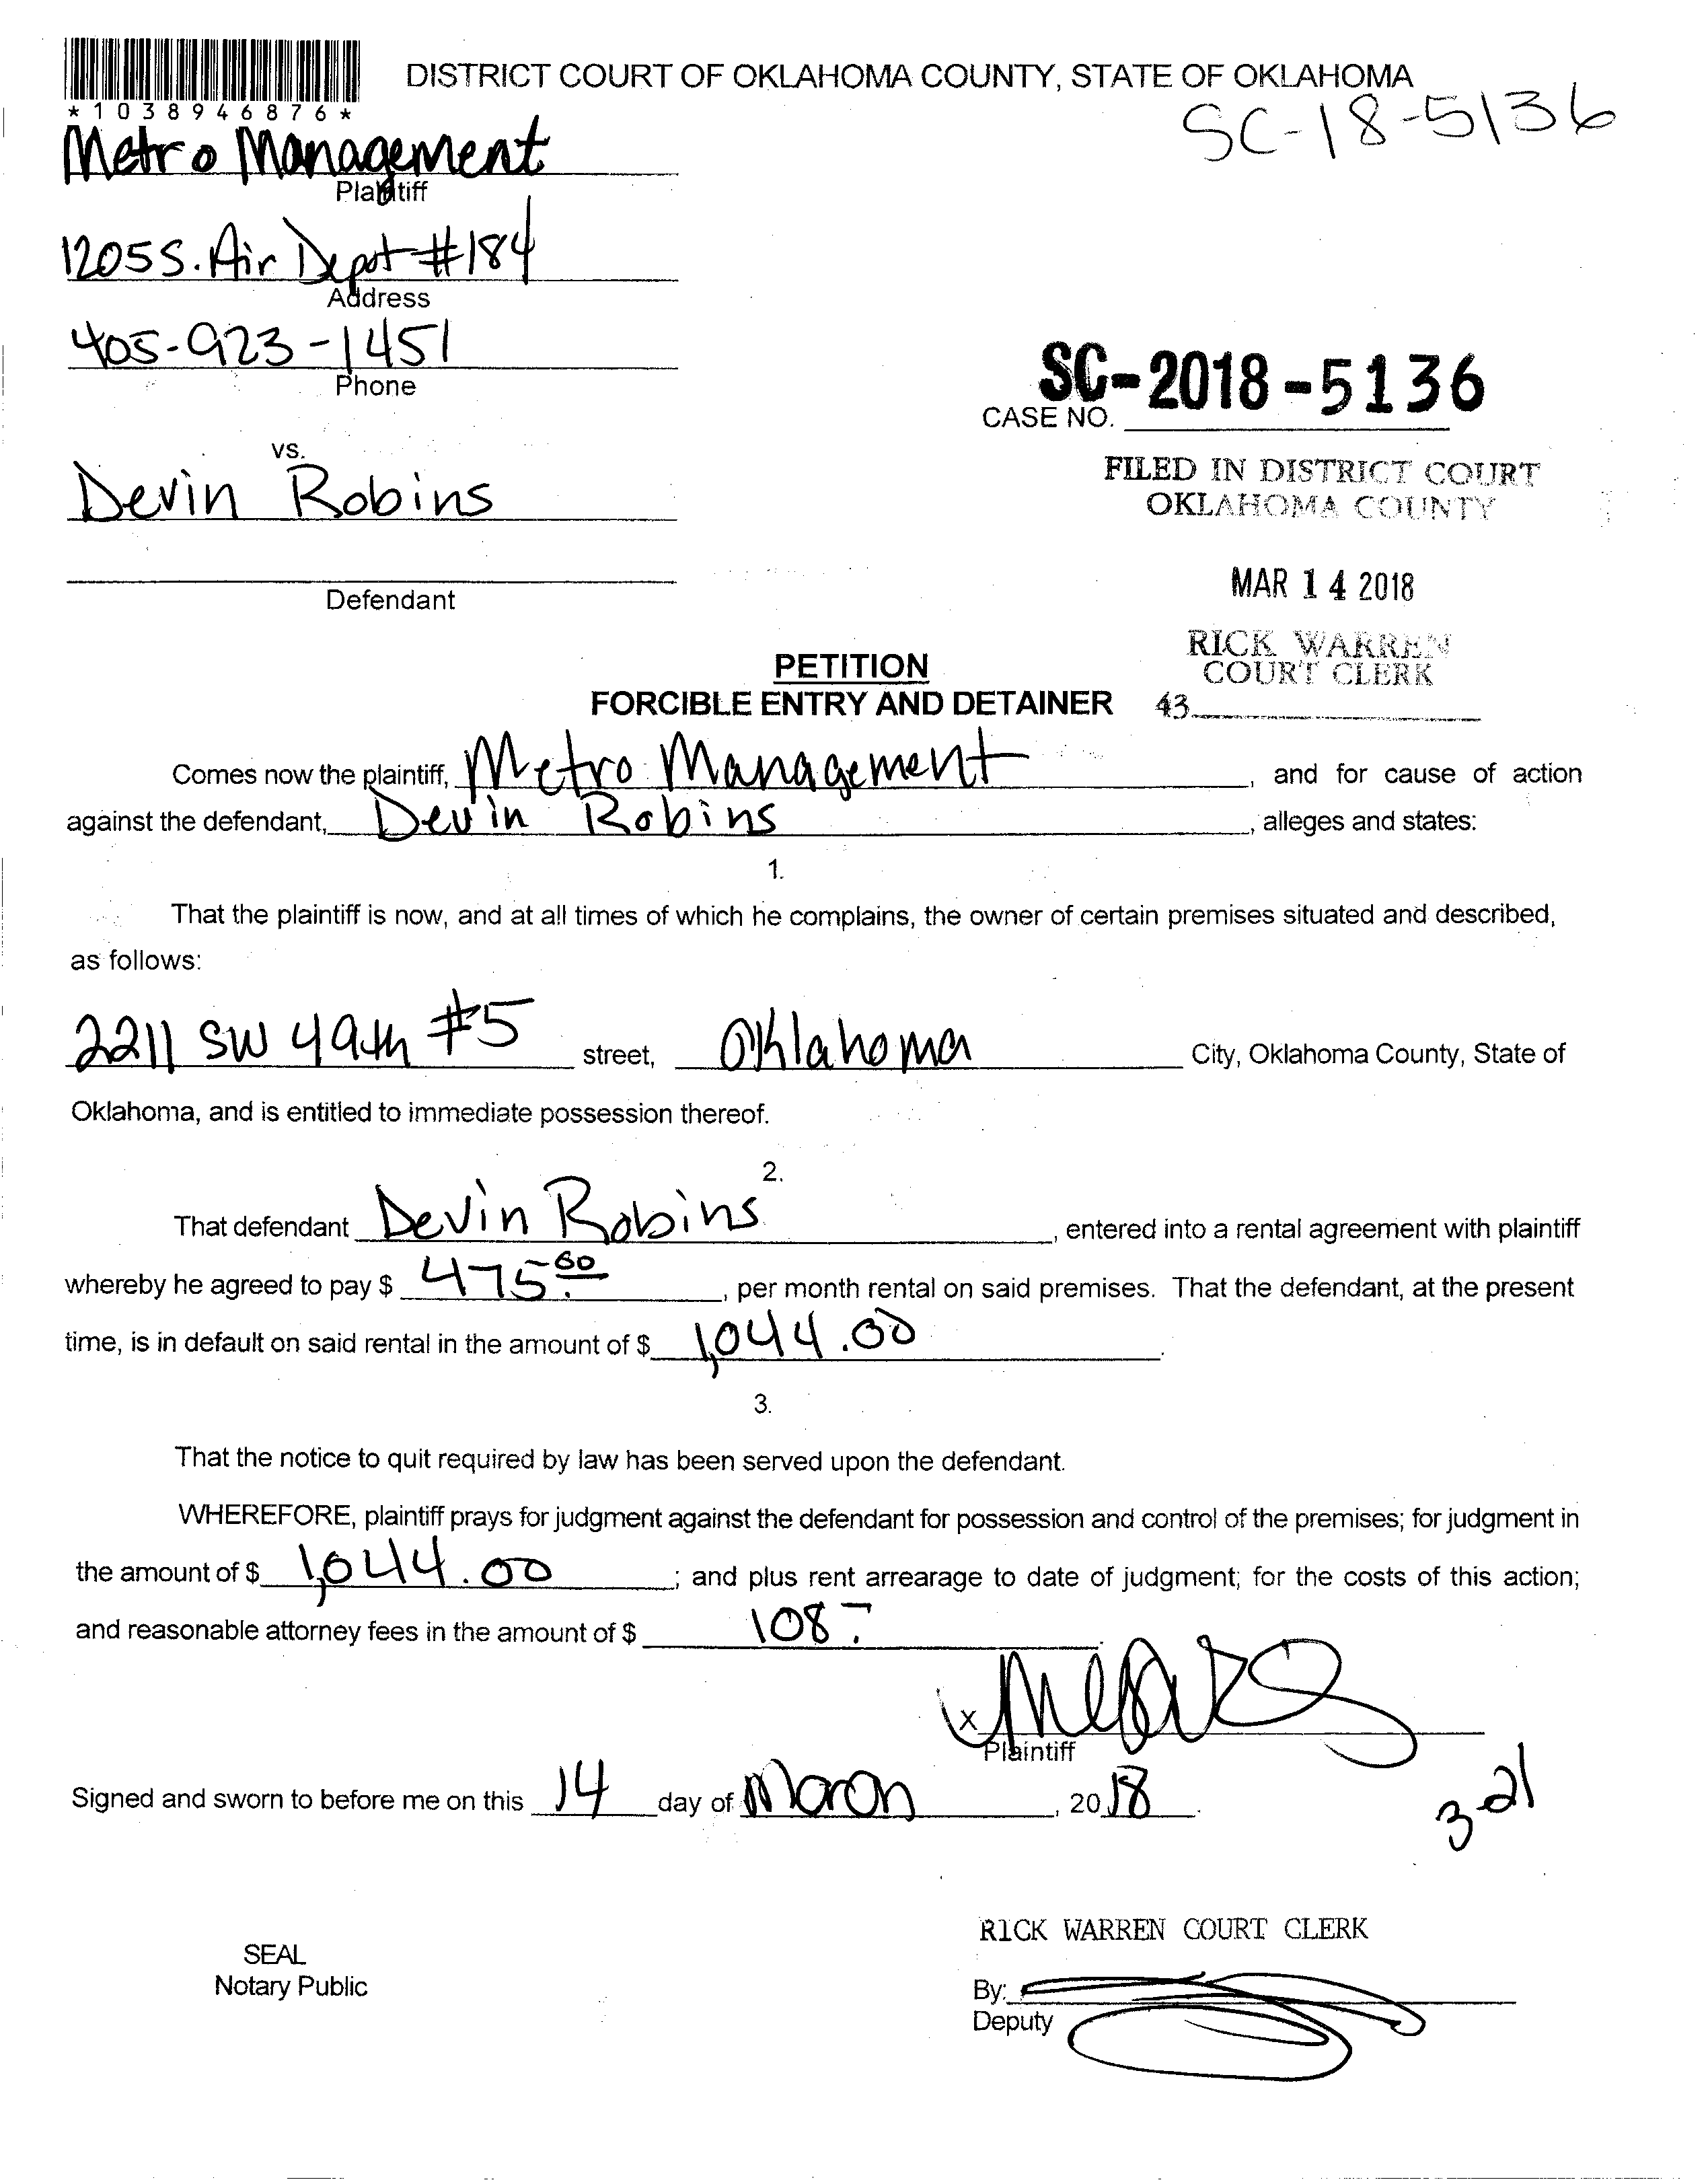 DISTRICT COURT OF OKLAHOMA COUNTY, STATE OF OKLAHOMA
*1038946876*
SC-18-5136
Metro Management
Plaintiff
1205 S. Air Depot #184
Address
405-923-1451
Phone
SC-2018-5136
CASE NO.
vs.
FILED IN DISTRICT COURT
OKLAHOMA COUNTY
Devin Robins
MAR 14 2018
Defendant
RICK WARREN
COURT CLERK
43
PETITION
FORCIBLE ENTRY AND DETAINER
Comes now the plaintiff, Metro Management, and for cause of action
against the defendant, Devin Robins, alleges and states:
1.
That the plaintiff is now, and at all times of which he complains, the owner of certain premises situated and described,
as follows:
2211 SW 49th #5 street, Oklahoma City, Oklahoma County, State of
Oklahoma, and is entitled to immediate possession thereof.
2.
That defendant Devin Robins, entered into a rental agreement with plaintiff
whereby he agreed to pay $ 475.00, per month rental on said premises. That the defendant, at the present
time, is in default on said rental in the amount of $ 1,044.00.
3.
That the notice to quit required by law has been served upon the defendant.
WHEREFORE, plaintiff prays for judgment against the defendant for possession and control of the premises; for judgment in
the amount of $ 1,044.00; and plus rent arrearage to date of judgment; for the costs of this action;
and reasonable attorney fees in the amount of $ 108.-
x
Plaintiff
Signed and sworn to before me on this 14 day of March, 2018.
3-21
RICK WARREN COURT CLERK
SEAL
Notary Public
By:
Deputy